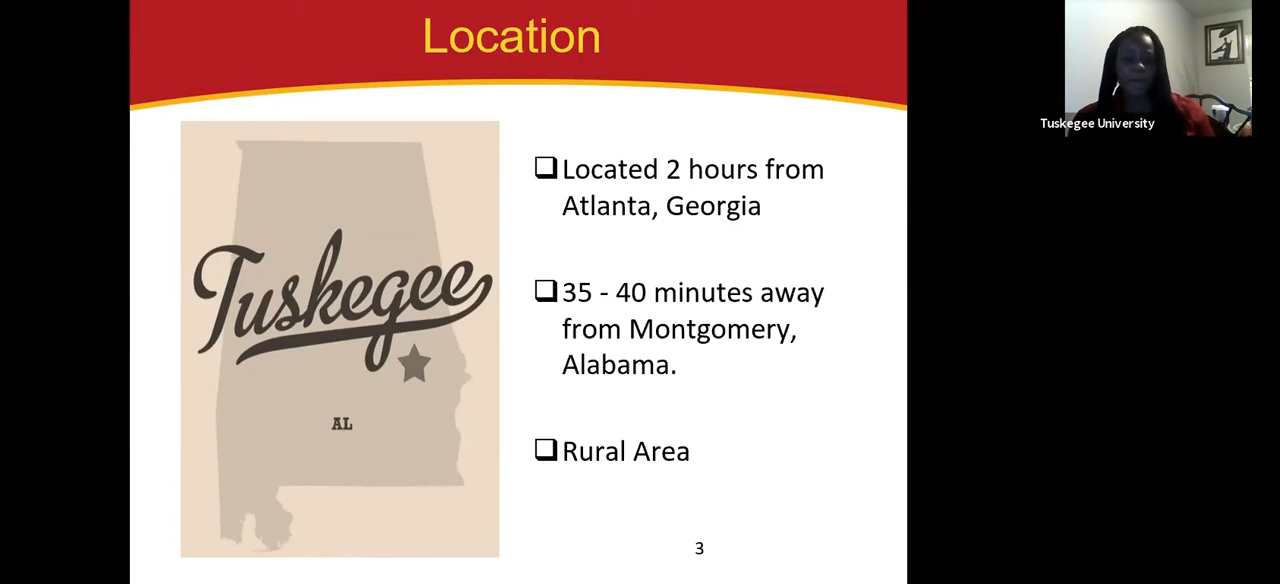 Location
Tuskegee
AL
Located 2 hours from
Atlanta, Georgia
35 - 40 minutes away
from Montgomery,
Alabama.
Rural Area
3
Tuskegee University